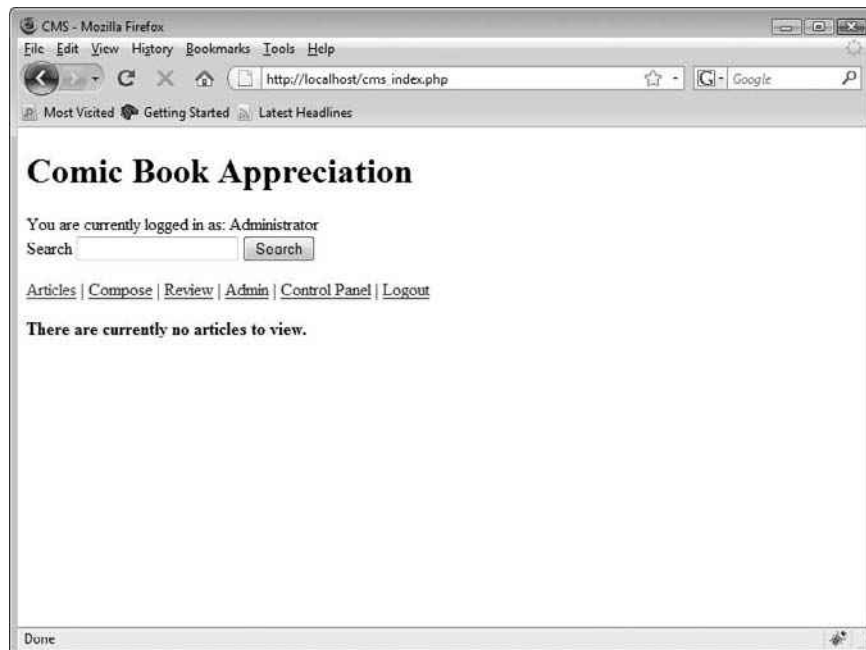 CMS - Mozilla Firefox
File Edit View History Bookmarks Tools Help
http://localhost/cms_index.php
Google
Most Visited Getting Started Latest Headlines
Comic Book Appreciation
You are currently logged in as: Administrator
Search Search
Articles | Compose | Review | Admin | Control Panel | Logout
There are currently no articles to view.
Done